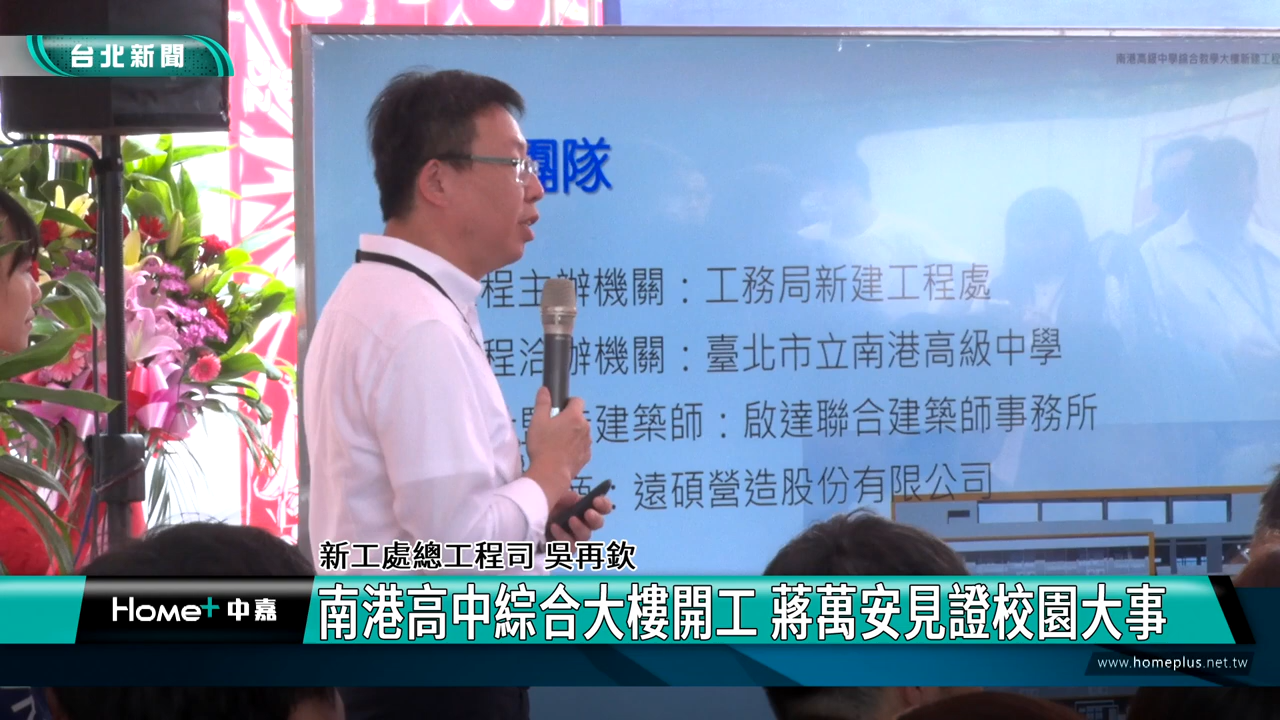 台北新聞
南港高級中學綜合教學大樓新建工程
團隊
程主辦機關：工務局新建工程處
程洽辦機關：臺北市立南港高級中學
建築師：啟達聯合建築師事務所
遠碩營造股份有限公司
新工處總工程司 吳再欽
Home+中嘉
南港高中綜合大樓開工 蔣萬安見證校園大事
www.homeplus.net.tw